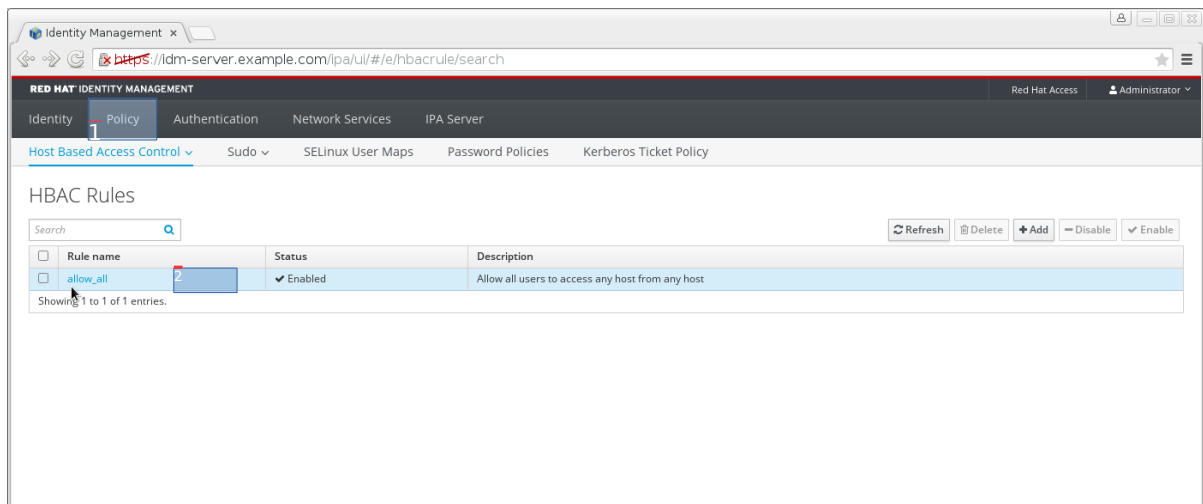 Identity Management
https://idm-server.example.com/ipa/ui/#/e/hbacrule/search
RED HAT IDENTITY MANAGEMENT Red Hat Access Administrator
Identity Policy Authentication Network Services IPA Server
1
Host Based Access Control Sudo SELinux User Maps Password Policies Kerberos Ticket Policy
HBAC Rules
Search Refresh Delete Add Disable Enable
Rule name Status Description
allow_all 2 Enabled Allow all users to access any host from any host
Showing 1 to 1 of 1 entries.